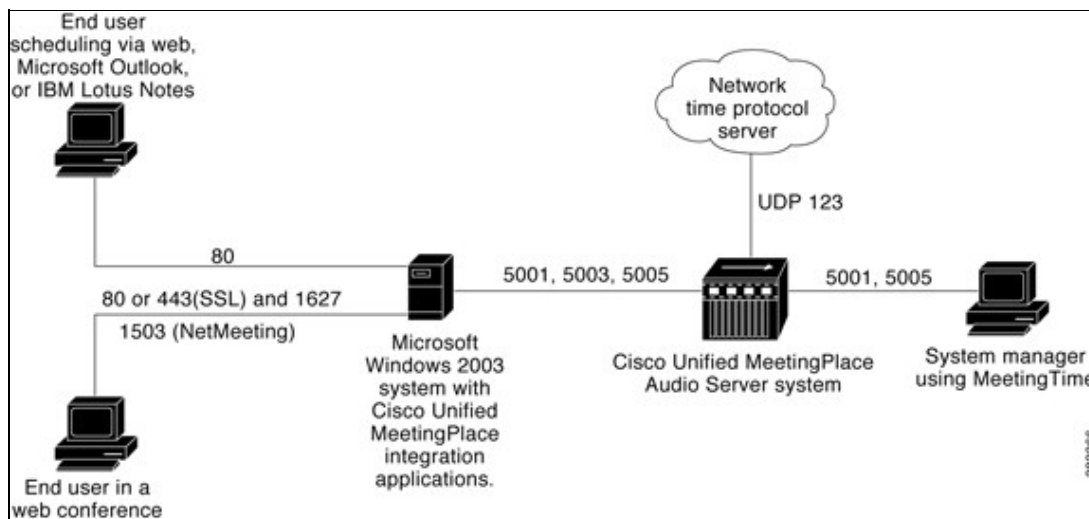 End user
scheduling via web,
Microsoft Outlook,
or IBM Lotus Notes
Network
time protocol
server
UDP 123
80
5001, 5003, 5005
5001, 5005
80 or 443(SSL) and 1627
1503 (NetMeeting)
Microsoft
Windows 2003
system with
Cisco Unified
MeetingPlace
integration
applications.
Cisco Unified MeetingPlace
Audio Server system
System manager
using MeetingTime
End user in a
web conference